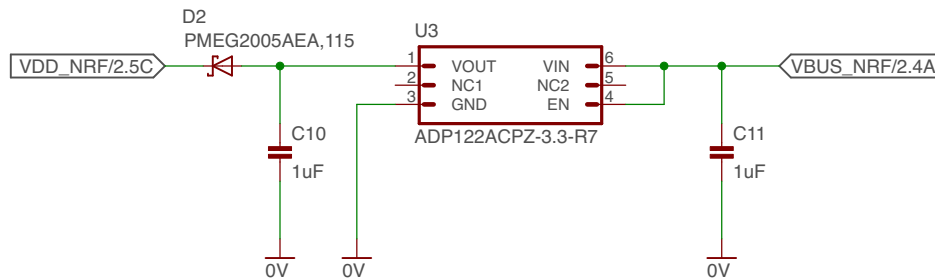 D2
PMEG2005AEA,115
VDD_NRF/2.5C
U3
1 VOUT VIN 6
2 NC1 NC2 5
3 GND EN 4
ADP122ACPZ-3.3-R7
VBUS_NRF/2.4A
C10
1uF
C11
1uF
0V
0V
0V